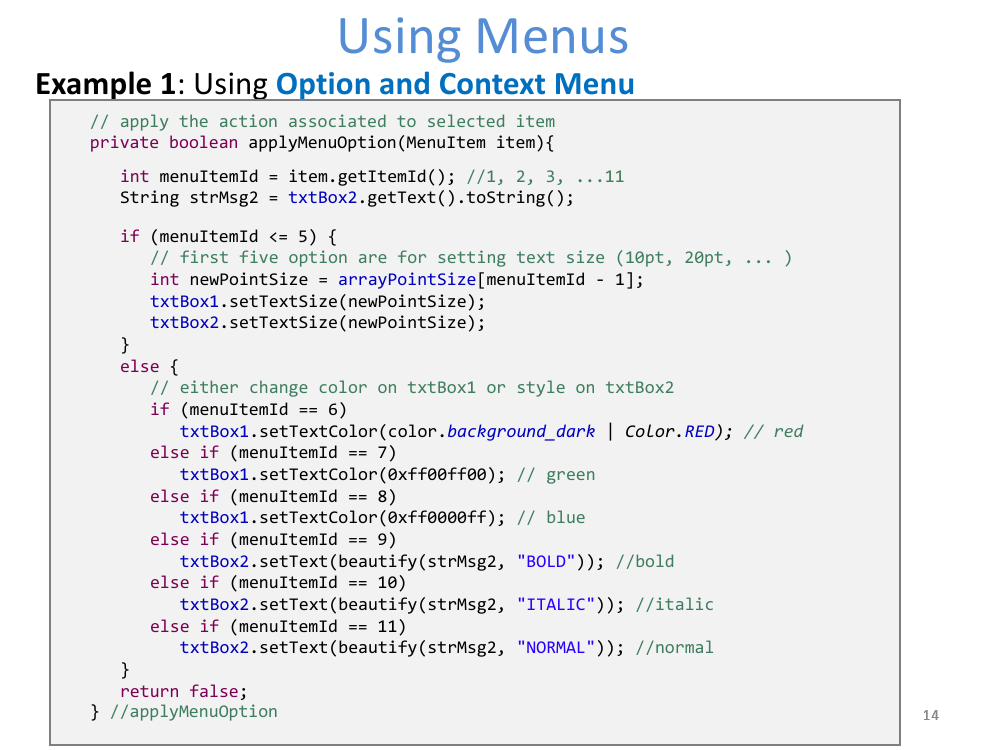 Using Menus
Example 1: Using Option and Context Menu
// apply the action associated to selected item
private boolean applyMenuOption(MenuItem item){
int menuItemId = item.getItemId(); //1, 2, 3, ...11
String strMsg2 = txtBox2.getText().toString();
if (menuItemId <= 5) {
// first five option are for setting text size (10pt, 20pt, ... )
int newPointSize = arrayPointSize[menuItemId - 1];
txtBox1.setTextSize(newPointSize);
txtBox2.setTextSize(newPointSize);
}
else {
// either change color on txtBox1 or style on txtBox2
if (menuItemId == 6)
txtBox1.setTextColor(color.background_dark | Color.RED); // red
else if (menuItemId == 7)
txtBox1.setTextColor(0xff00ff00); // green
else if (menuItemId == 8)
txtBox1.setTextColor(0xff0000ff); // blue
else if (menuItemId == 9)
txtBox2.setText(beautify(strMsg2, "BOLD")); //bold
else if (menuItemId == 10)
txtBox2.setText(beautify(strMsg2, "ITALIC")); //italic
else if (menuItemId == 11)
txtBox2.setText(beautify(strMsg2, "NORMAL")); //normal
}
return false;
} //applyMenuOption
14